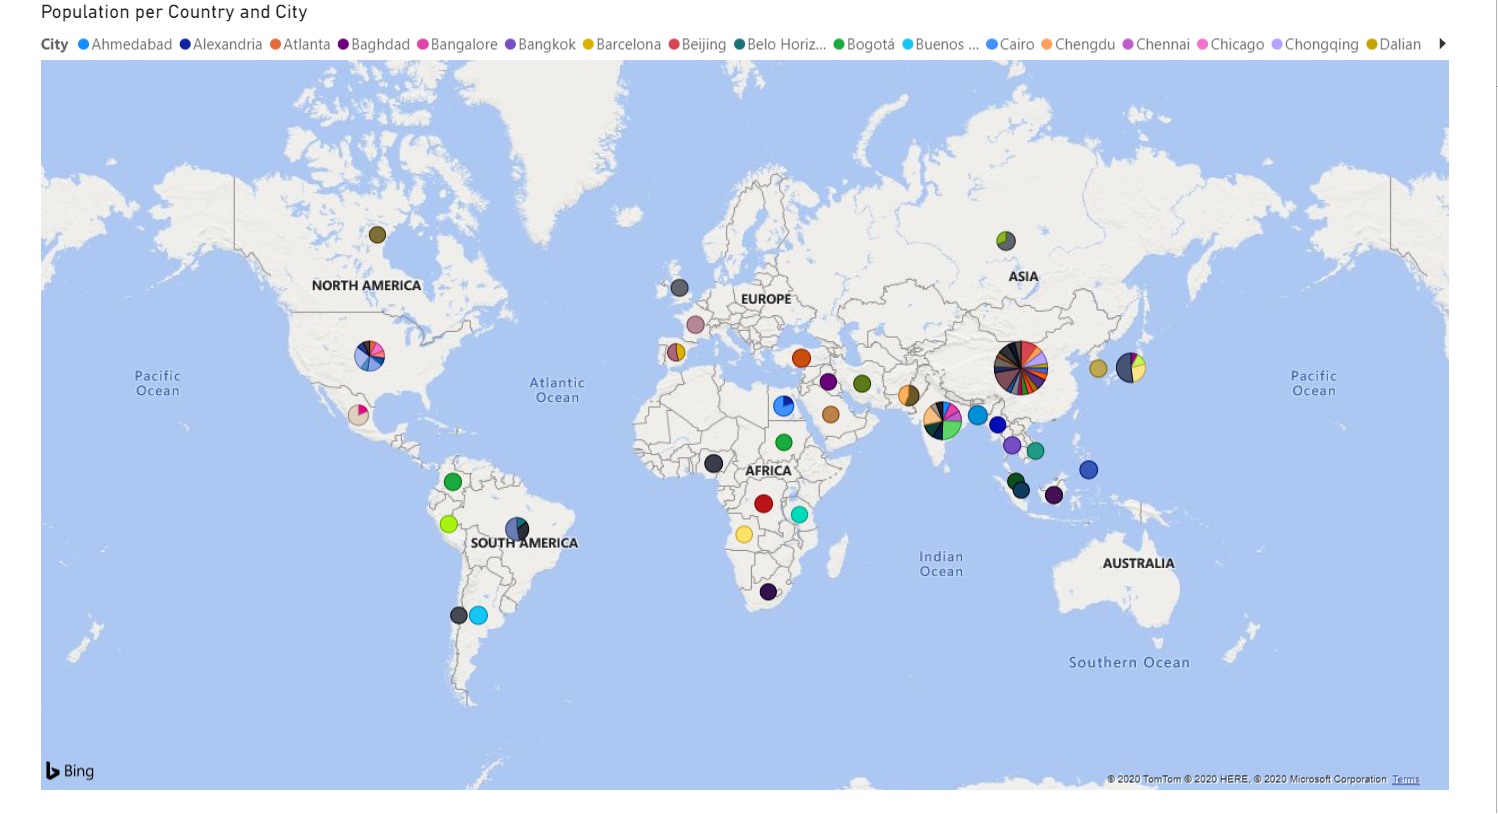 Population per Country and City
City Ahmedabad Alexandria Atlanta Baghdad Bangalore Bangkok Barcelona Beijing Belo Horiz... Bogotá Buenos ... Cairo Chengdu Chennai Chicago Chongqing Dalian
ASIA
NORTH AMERICA
EUROPE
Pacific
Ocean
Atlantic
Ocean
Pacific
Ocean
AFRICA
SOUTH AMERICA
Indian
Ocean
AUSTRALIA
Southern Ocean
Bing
© 2020 TomTom © 2020 HERE, © 2020 Microsoft Corporation Terms